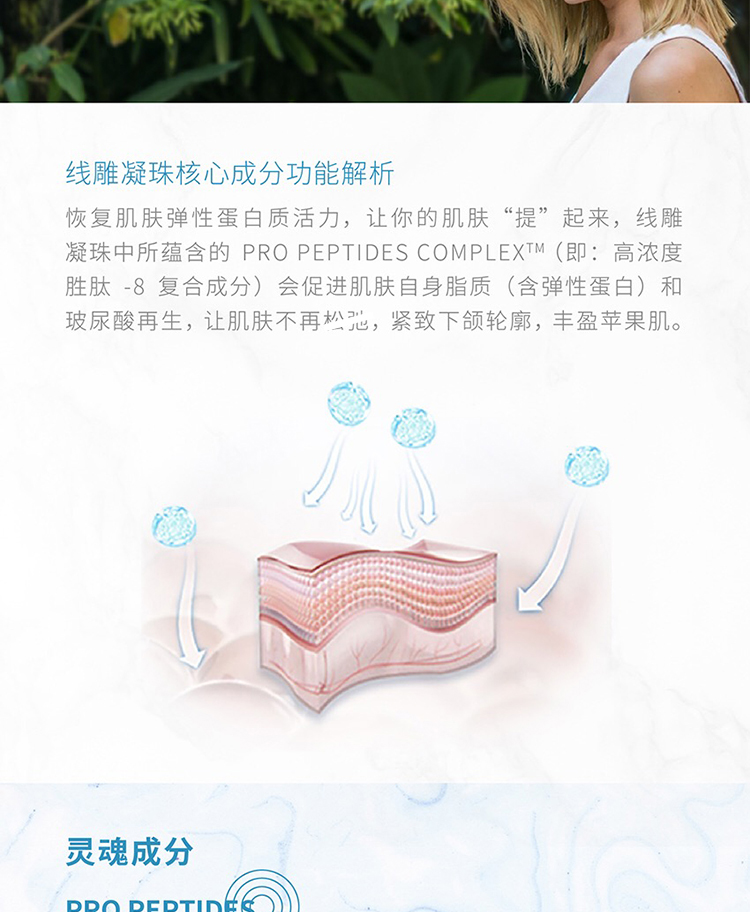 线雕凝珠核心成分功能解析
恢复肌肤弹性蛋白质活力，让你的肌肤“提”起来，线雕
凝珠中所蕴含的 PRO PEPTIDES COMPLEX™（即：高浓度
胜肽 -8 复合成分）会促进肌肤自身脂质（含弹性蛋白）和
玻尿酸再生，让肌肤不再松弛，紧致下颌轮廓，丰盈苹果肌。
灵魂成分
PRO PEPTIDES